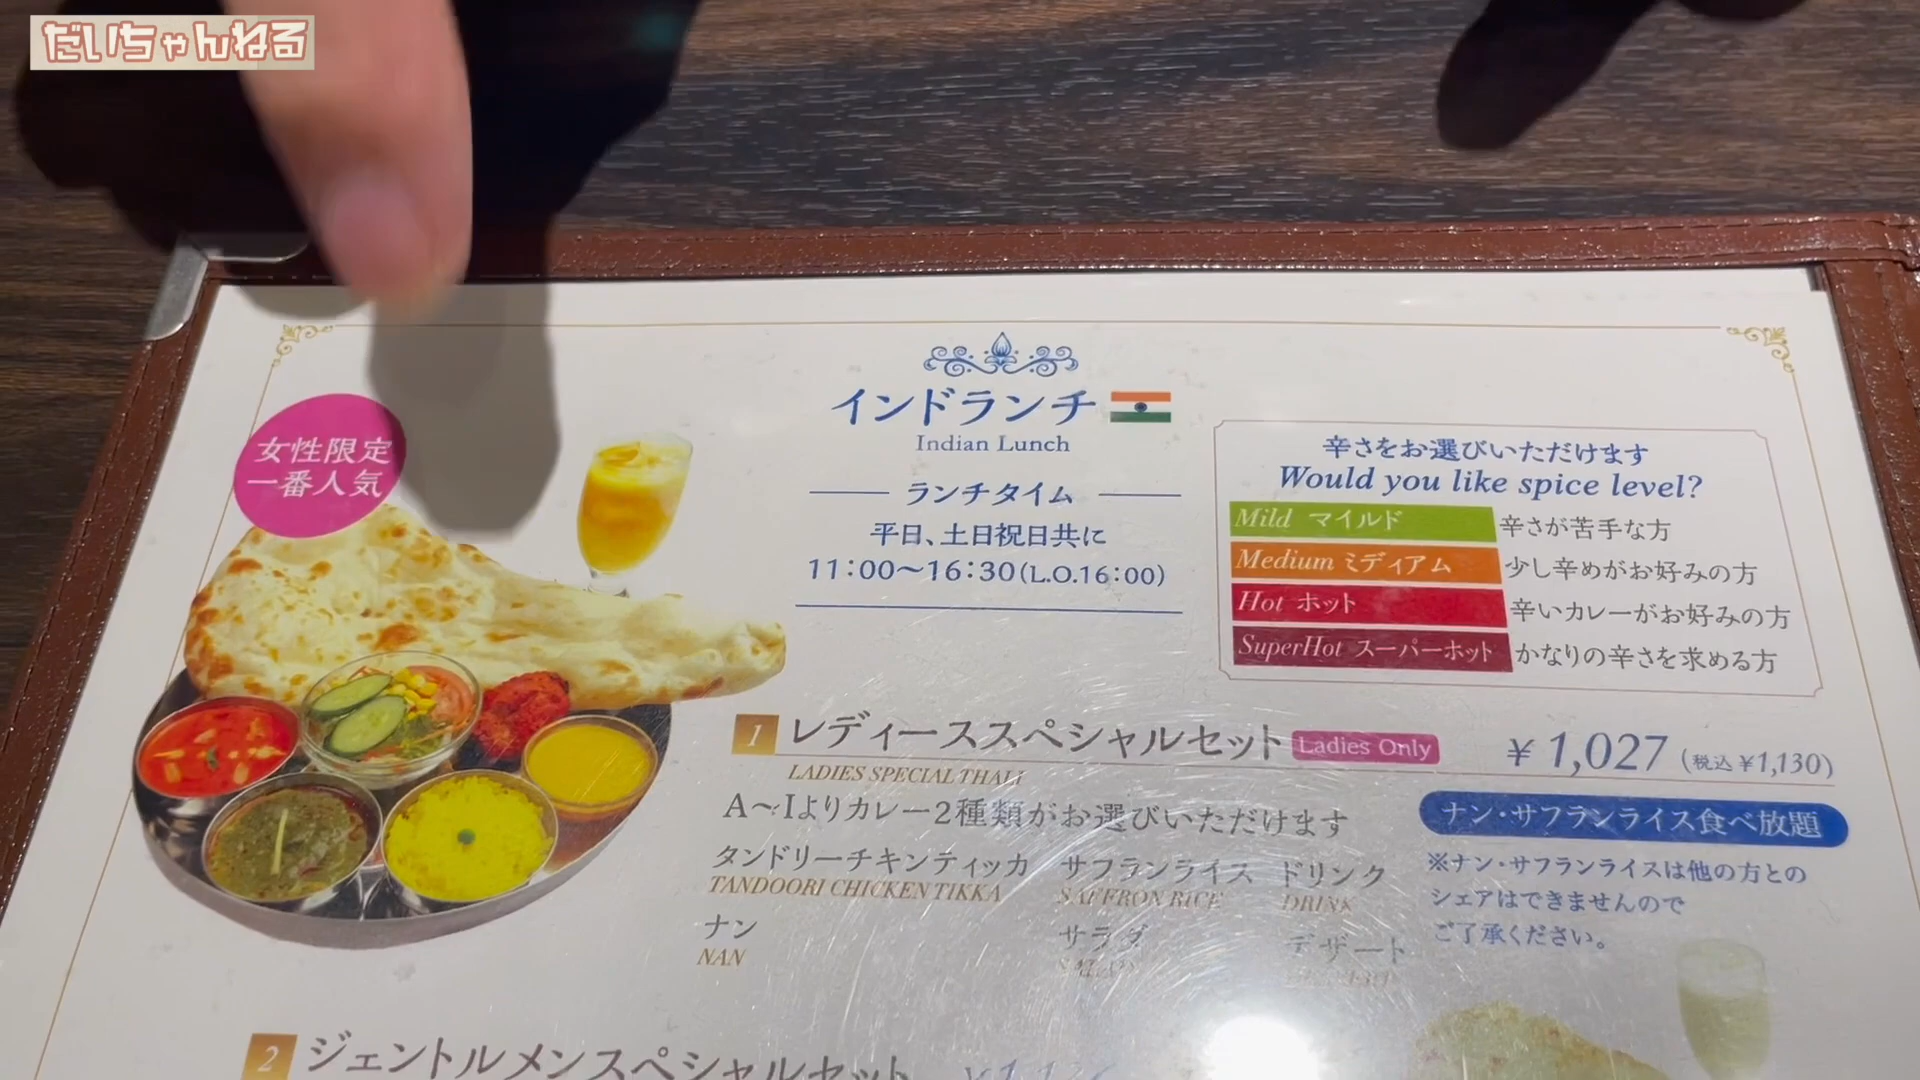 だいちゃんねる
インドランチ
Indian Lunch
女性限定
一番人気
ランチタイム
平日、土日祝日共に
11:00〜16:30(L.O.16:00)
辛さをお選びいただけます
Would you like spice level?
Mild マイルド 辛さが苦手な方
Medium ミディアム 少し辛めがお好みの方
Hot ホット 辛いカレーがお好みの方
SuperHot スーパーホット かなりの辛さを求める方
1 レディーススペシャルセット Ladies Only ¥1,027 (税込¥1,130)
LADIES SPECIAL THALI
A〜Iよりカレー2種類がお選びいただけます
ナン・サフランライス食べ放題
タンドリーチキンティッカ サフランライス ドリンク
TANDOORI CHICKEN TIKKA SAFFRON RICE DRINK
※ナン・サフランライスは他の方との
シェアはできませんので
ご了承ください。
ナン サラダ デザート
NAN
2 ジェントルメンスペシャルセット